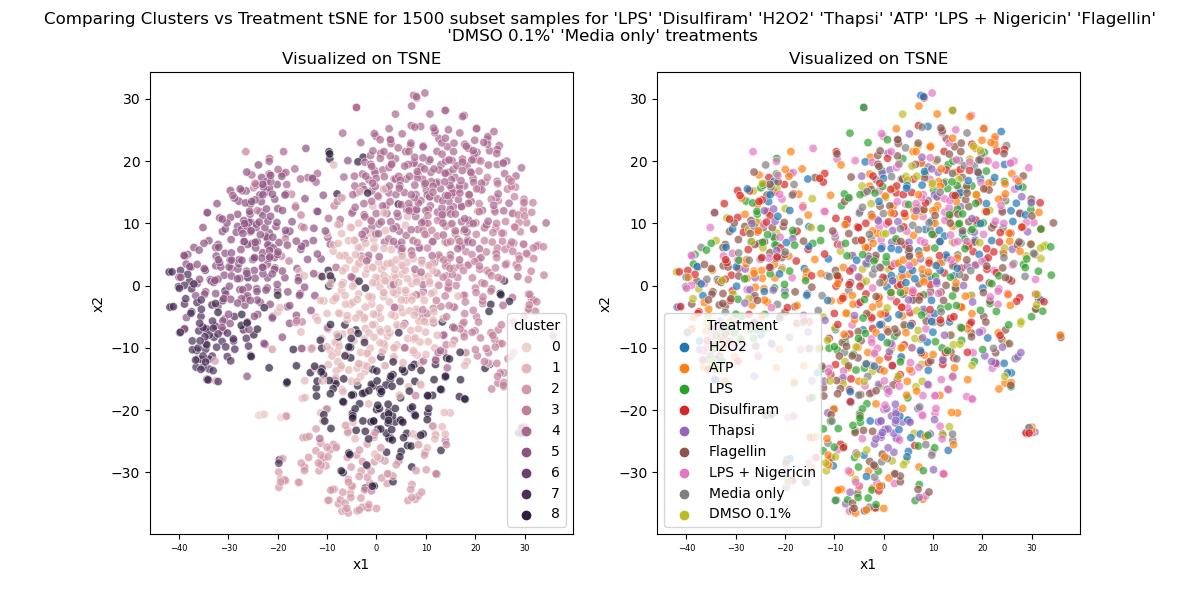 Comparing Clusters vs Treatment tSNE for 1500 subset samples for 'LPS' 'Disulfiram' 'H2O2' 'Thapsi' 'ATP' 'LPS + Nigericin' 'Flagellin'
'DMSO 0.1%' 'Media only' treatments
Visualized on TSNE
30
20
10
0
−10
−20
−30
x2
−40
−30
−20
−10
0
10
20
30
x1
cluster
0
1
2
3
4
5
6
7
8
Visualized on TSNE
30
20
10
0
−10
−20
−30
x2
−40
−30
−20
−10
0
10
20
30
x1
Treatment
H2O2
ATP
LPS
Disulfiram
Thapsi
Flagellin
LPS + Nigericin
Media only
DMSO 0.1%